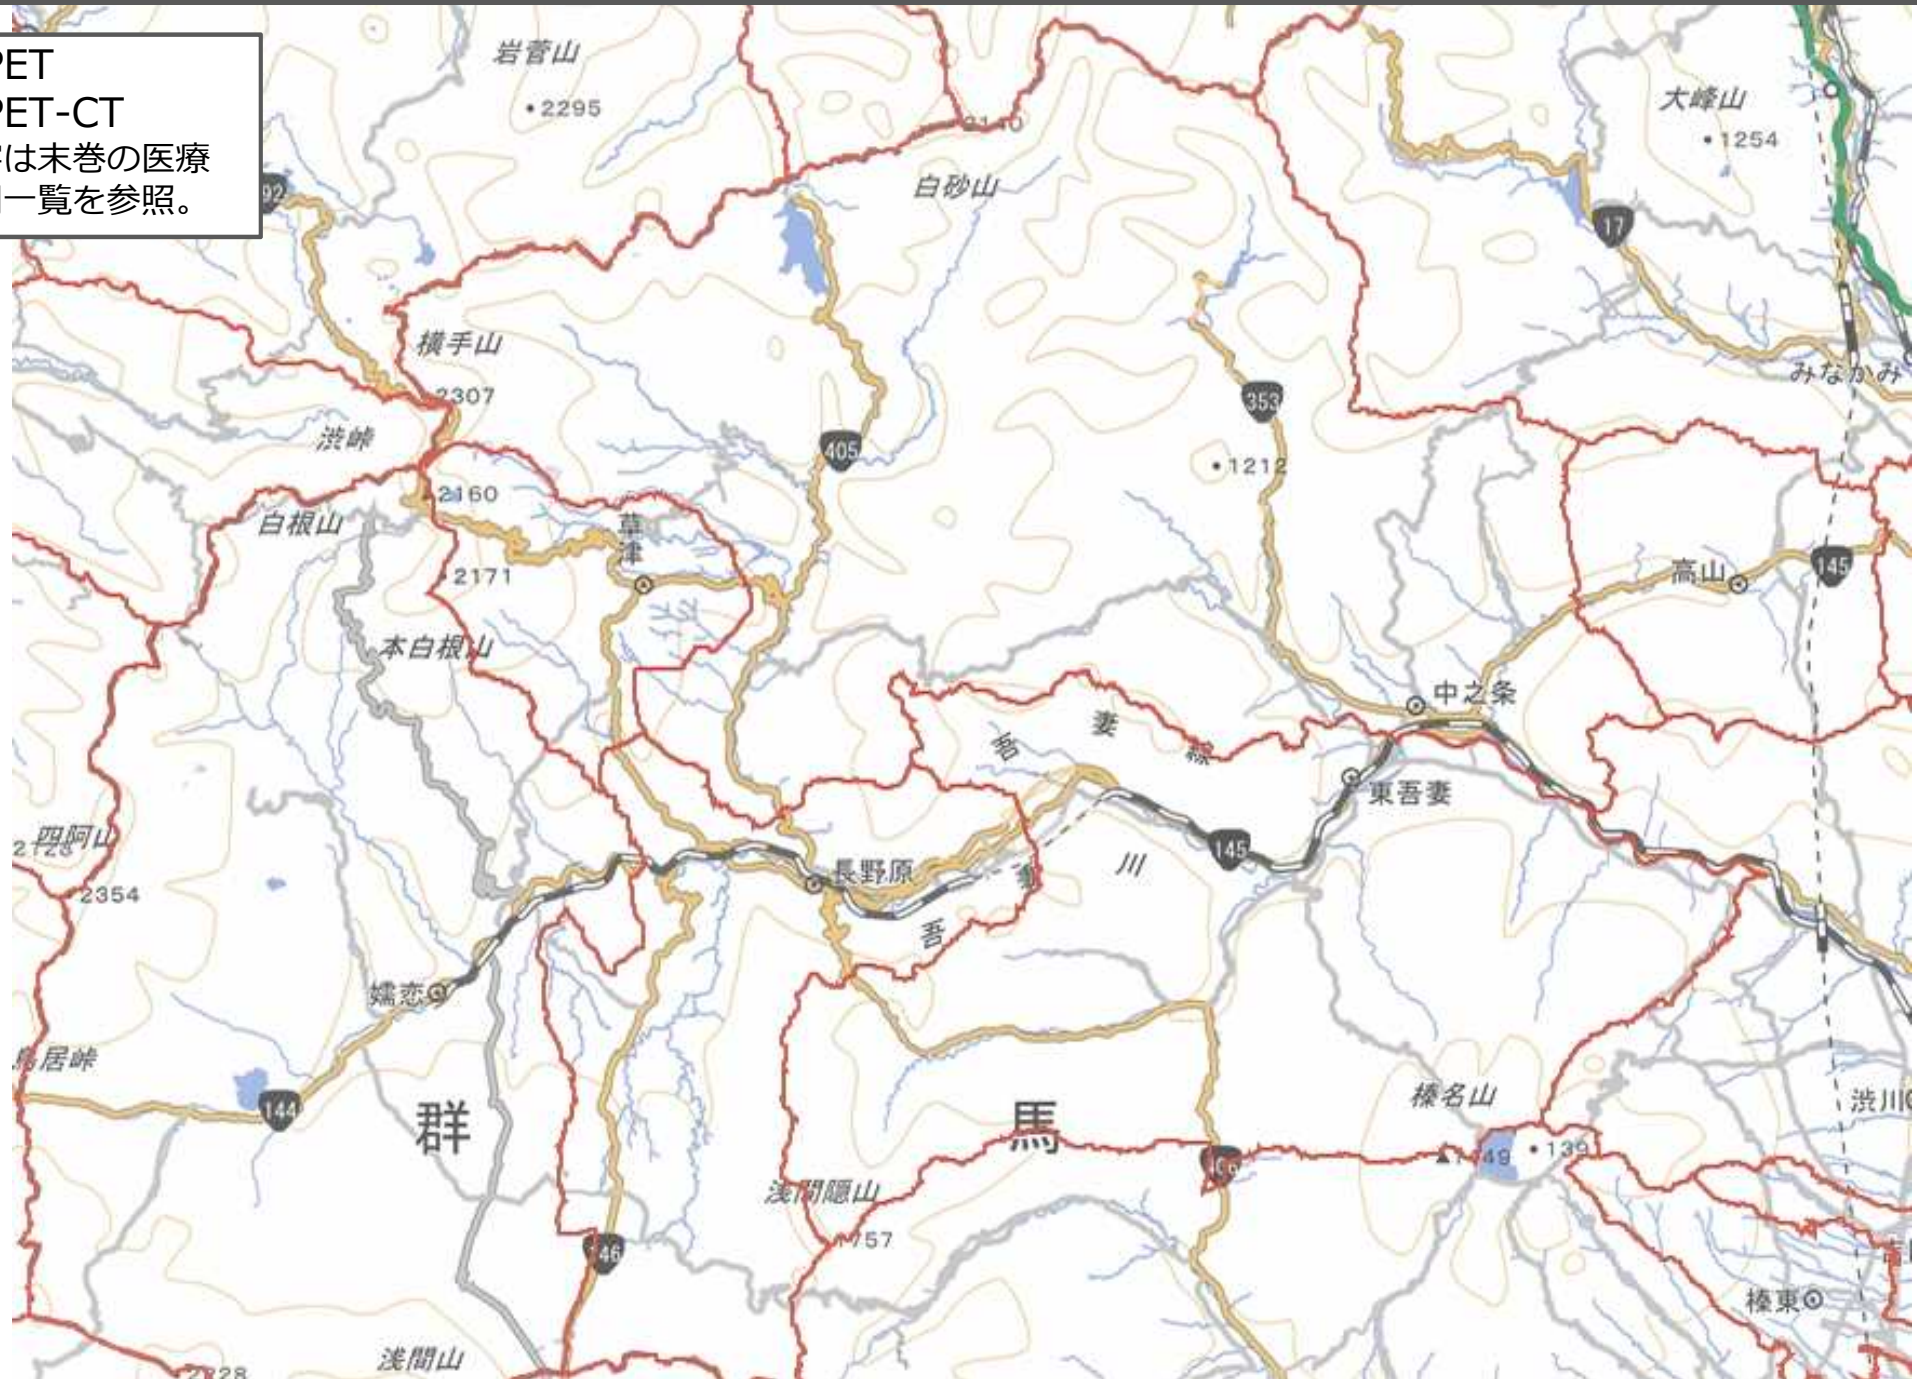 PET
PET-CT
は末巻の医療
一覧を参照。
岩菅山
2295
大峰山
1254
2140
白砂山
92
17
横手山
2307
みなかみ
渋峠
353
405
1212
2160
白根山
草津
2171
高山
145
本白根山
中之条
吾妻線
東吾妻
四阿山
2354
長野原
145
川
吾
嬬恋
鳥居峠
144
群
馬
榛名山
渋川
139
浅間隠山
1757
榛東
浅間山